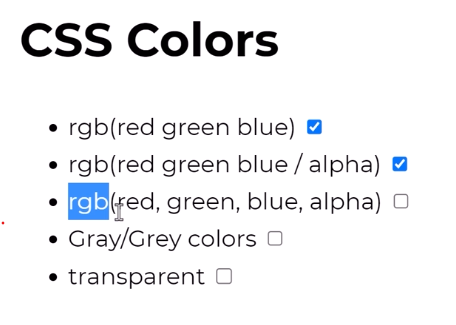 CSS Colors
rgb(red green blue)
rgb(red green blue / alpha)
rgb(red, green, blue, alpha)
Gray/Grey colors
transparent